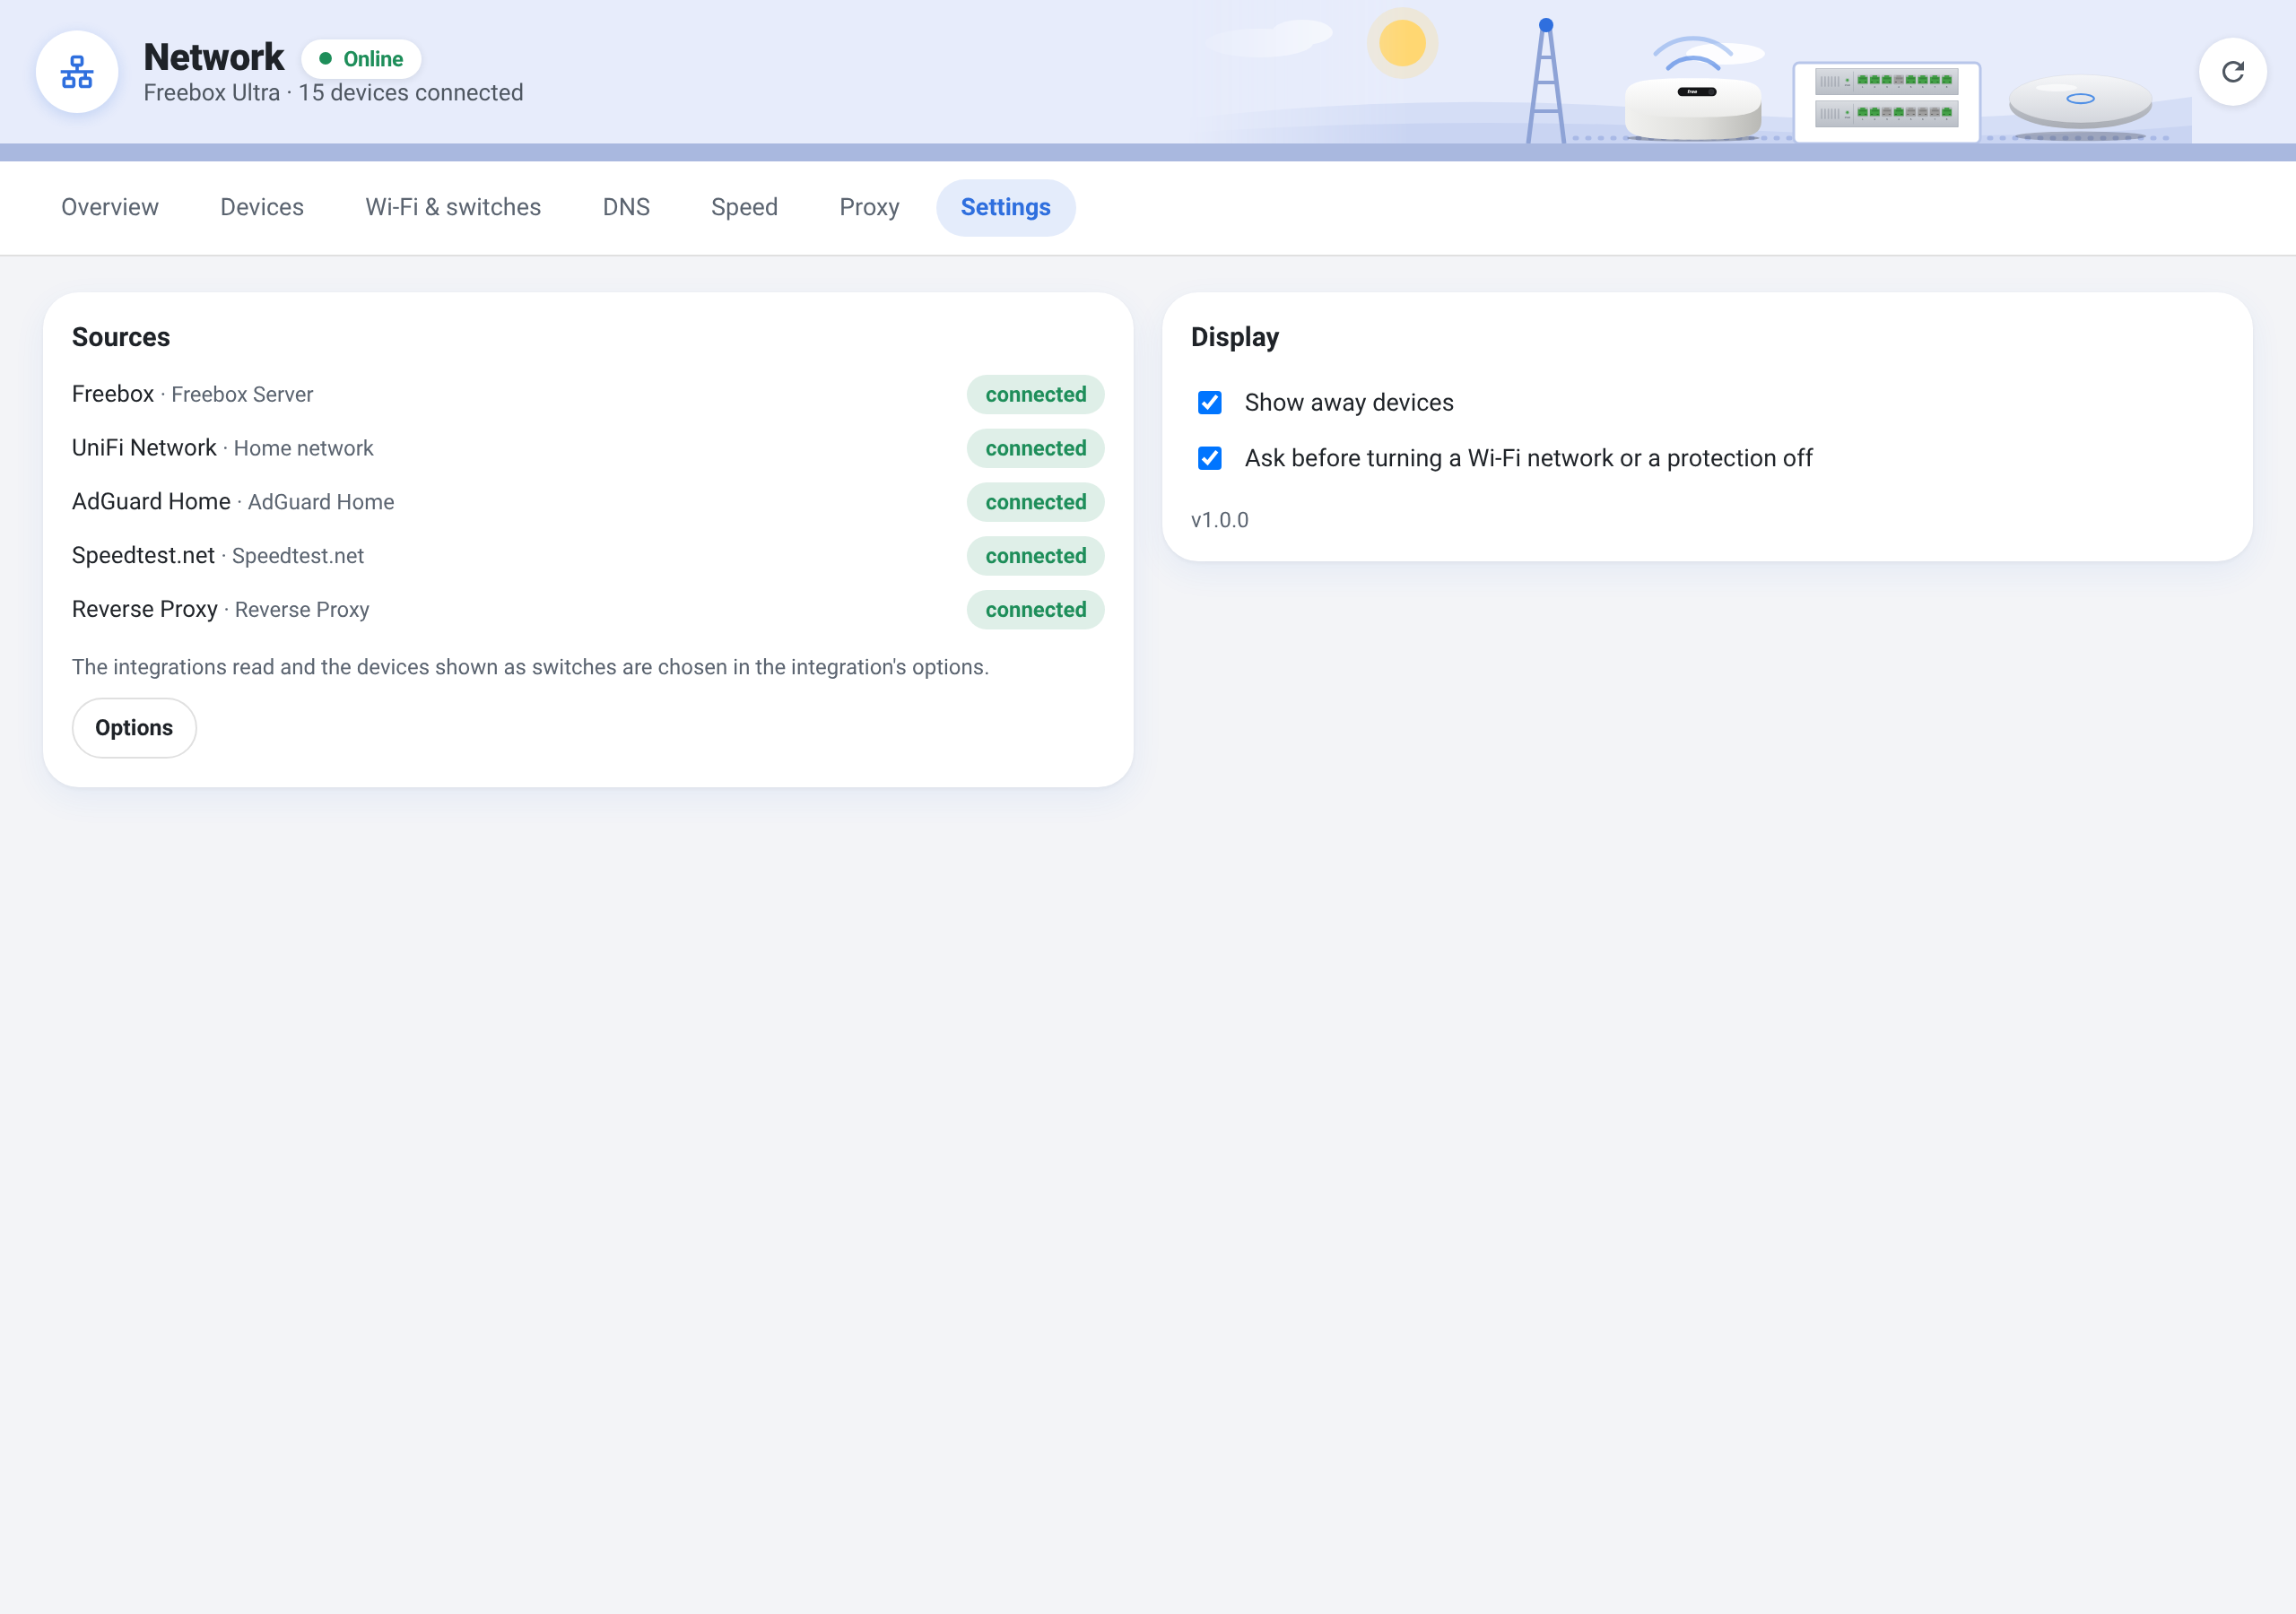 Network
Online
Freebox Ultra · 15 devices connected
free
Overview
Devices
Wi-Fi & switches
DNS
Speed
Proxy
Settings
Sources
Freebox · Freebox Server
connected
UniFi Network · Home network
connected
AdGuard Home · AdGuard Home
connected
Speedtest.net · Speedtest.net
connected
Reverse Proxy · Reverse Proxy
connected
The integrations read and the devices shown as switches are chosen in the integration's options.
Options
Display
Show away devices
Ask before turning a Wi-Fi network or a protection off
v1.0.0